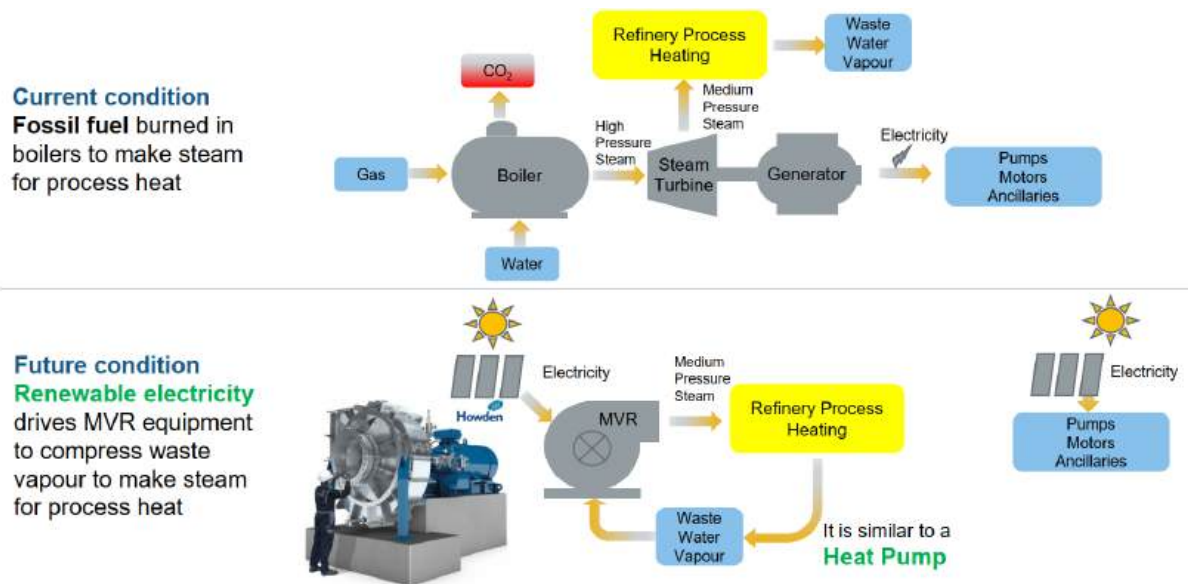 Current condition
Fossil fuel burned in
boilers to make steam
for process heat
Gas
CO2
Boiler
Water
High
Pressure
Steam
Steam
Turbine
Medium
Pressure
Steam
Refinery Process
Heating
Waste
Water
Vapour
Generator
Electricity
Pumps
Motors
Ancillaries
Future condition
Renewable electricity
drives MVR equipment
to compress waste
vapour to make steam
for process heat
Howden
Electricity
MVR
Medium
Pressure
Steam
Refinery Process
Heating
Waste
Water
Vapour
It is similar to a
Heat Pump
Electricity
Pumps
Motors
Ancillaries